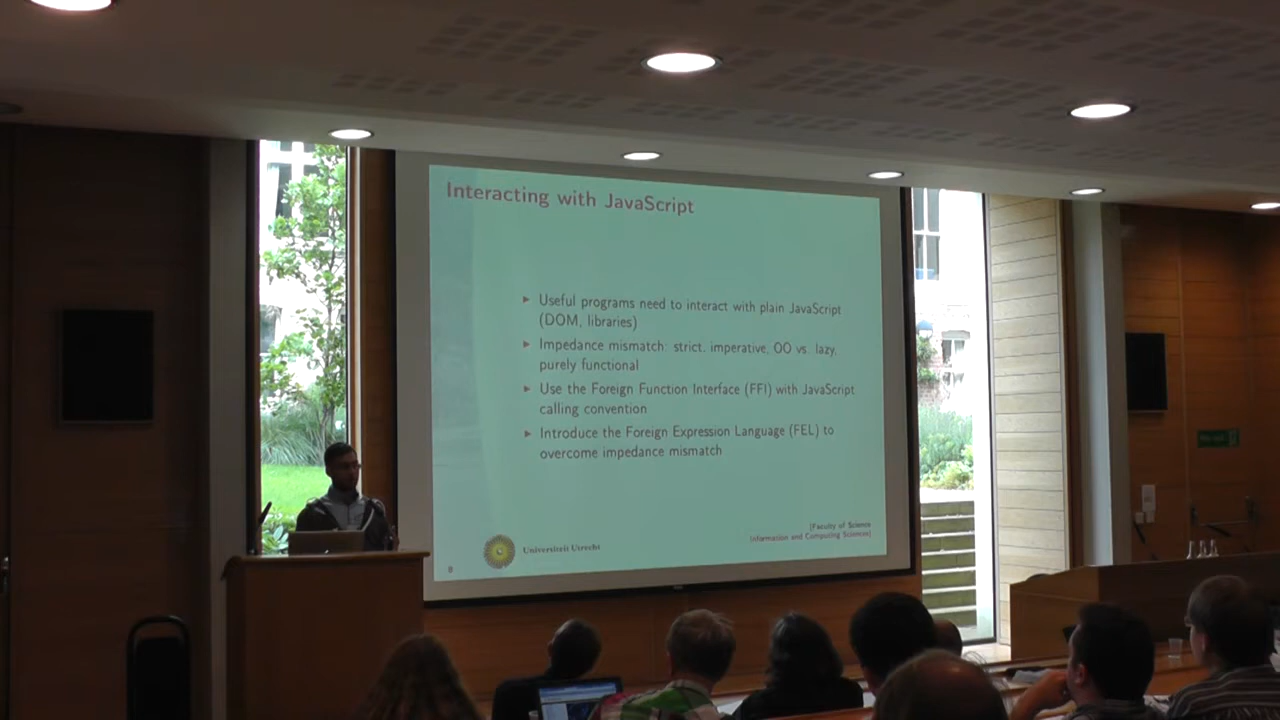 Interacting with JavaScript
▶ Useful programs need to interact with plain JavaScript
(DOM, libraries)
▶ Impedance mismatch: strict, imperative, OO vs. lazy,
purely functional
▶ Use the Foreign Function Interface (FFI) with JavaScript
calling convention
▶ Introduce the Foreign Expression Language (FEL) to
overcome impedance mismatch
[Faculty of Science
Information and Computing Sciences]
Universiteit Utrecht